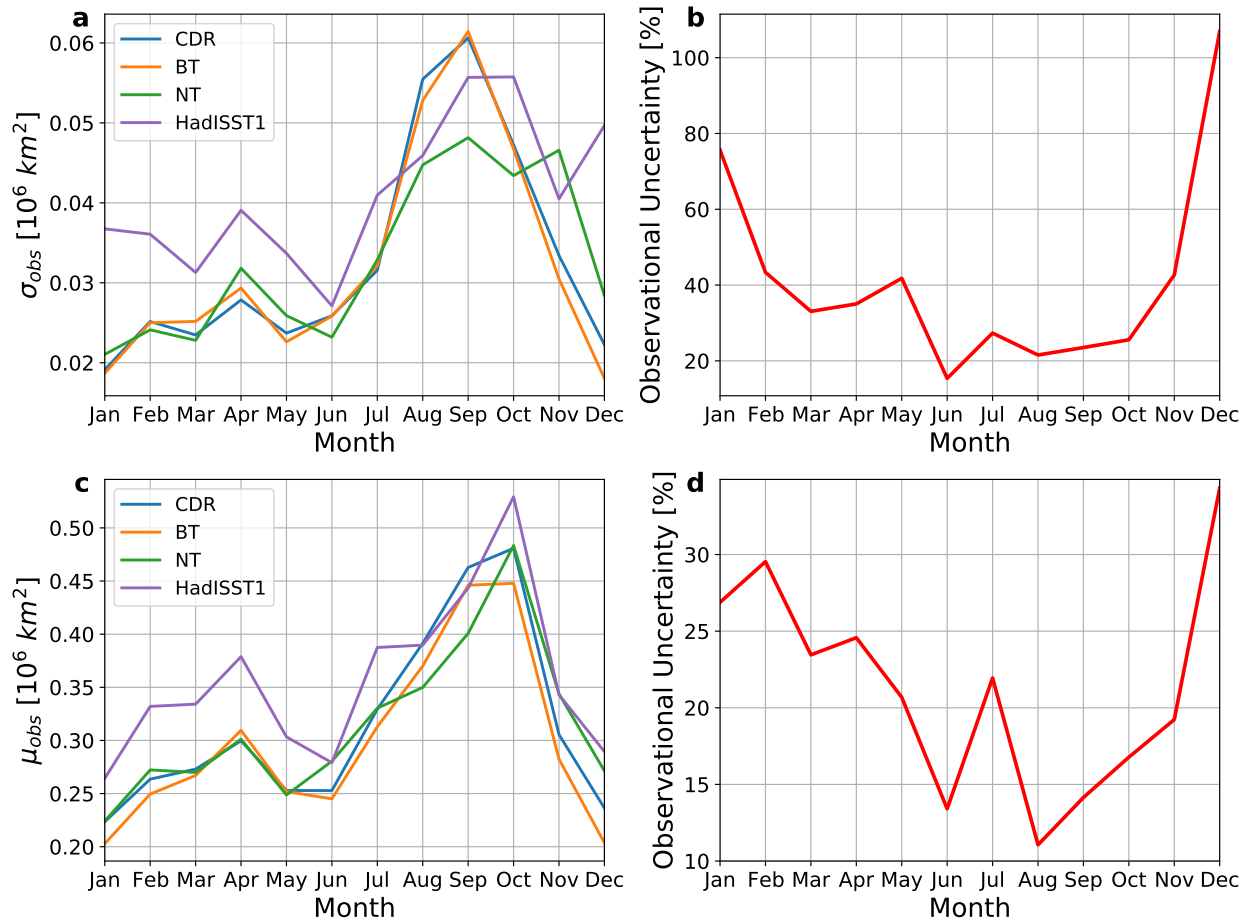 a
σobs [10^6 km^2]
0.06
0.05
0.04
0.03
0.02
CDR
BT
NT
HadISST1
Jan Feb Mar Apr May Jun Jul Aug Sep Oct Nov Dec
Month
b
Observational Uncertainty [%]
100
80
60
40
20
Jan Feb Mar Apr May Jun Jul Aug Sep Oct Nov Dec
Month
c
μobs [10^6 km^2]
0.50
0.45
0.40
0.35
0.30
0.25
0.20
CDR
BT
NT
HadISST1
Jan Feb Mar Apr May Jun Jul Aug Sep Oct Nov Dec
Month
d
Observational Uncertainty [%]
30
25
20
15
10
Jan Feb Mar Apr May Jun Jul Aug Sep Oct Nov Dec
Month